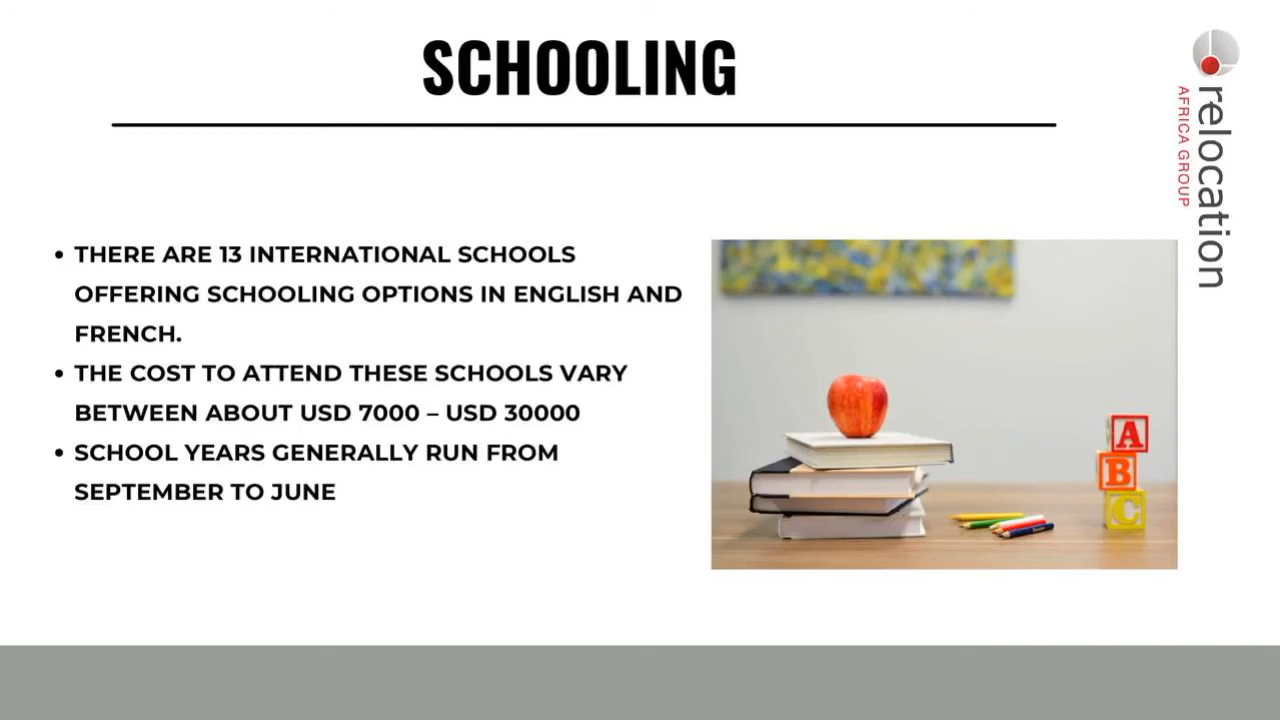 SCHOOLING
relocation
AFRICA GROUP
• THERE ARE 13 INTERNATIONAL SCHOOLS
OFFERING SCHOOLING OPTIONS IN ENGLISH AND
FRENCH.
• THE COST TO ATTEND THESE SCHOOLS VARY
BETWEEN ABOUT USD 7000 – USD 30000
• SCHOOL YEARS GENERALLY RUN FROM
SEPTEMBER TO JUNE
A
B
C